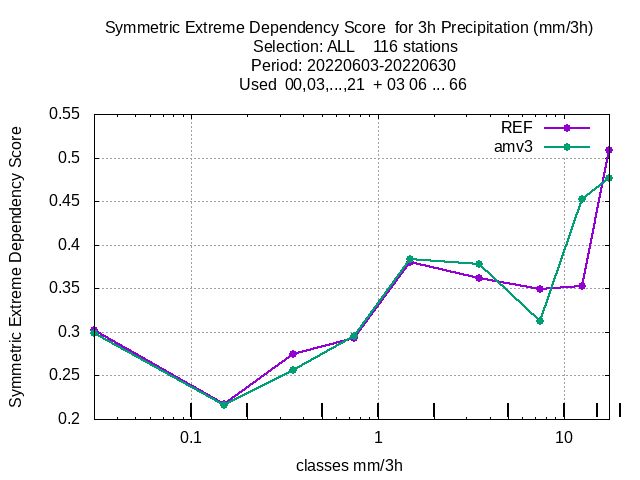 Symmetric Extreme Dependency Score  for 3h Precipitation (mm/3h)
Selection: ALL    116 stations
Period: 20220603-20220630
Used  00,03,...,21  + 03 06 ... 66
Symmetric Extreme Dependency Score
0.55
0.5
0.45
0.4
0.35
0.3
0.25
0.2
REF
amv3
0.1
1
10
classes mm/3h